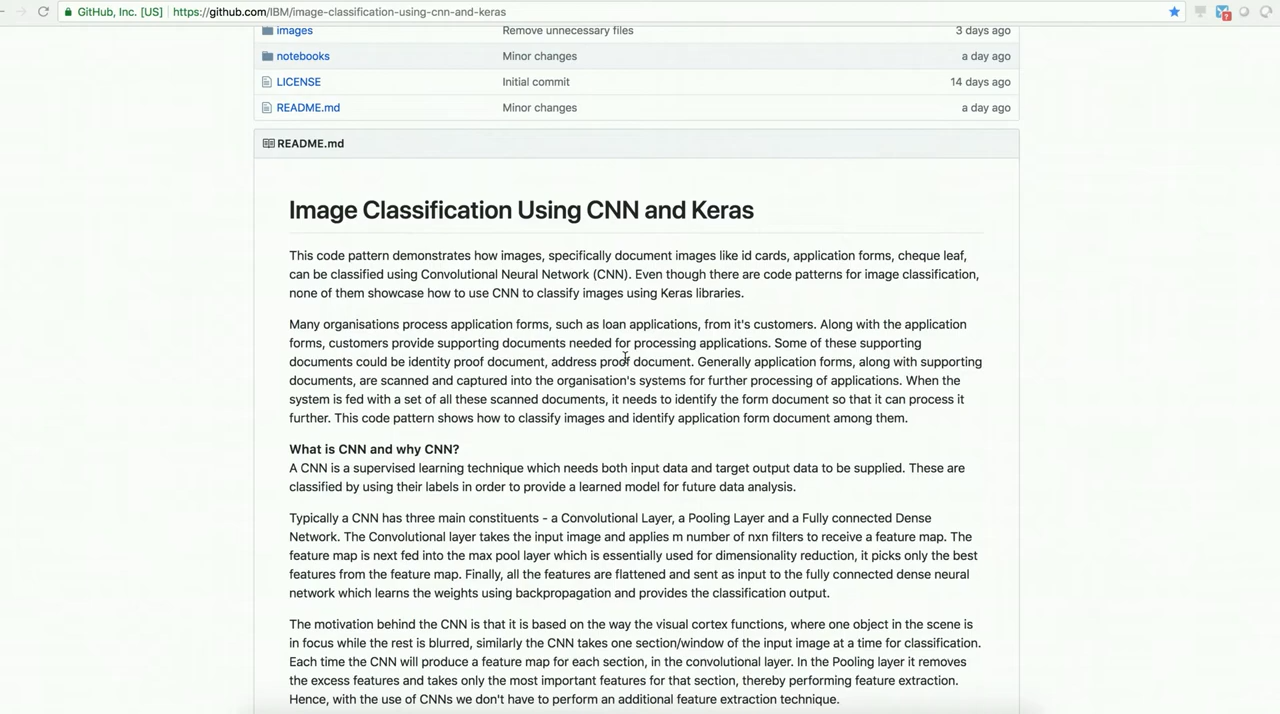 GitHub, Inc. [US] https://github.com/IBM/image-classification-using-cnn-and-keras
images Remove unnecessary files 3 days ago
notebooks Minor changes a day ago
LICENSE Initial commit 14 days ago
README.md Minor changes a day ago
README.md
Image Classification Using CNN and Keras
This code pattern demonstrates how images, specifically document images like id cards, application forms, cheque leaf,
can be classified using Convolutional Neural Network (CNN). Even though there are code patterns for image classification,
none of them showcase how to use CNN to classify images using Keras libraries.
Many organisations process application forms, such as loan applications, from it's customers. Along with the application
forms, customers provide supporting documents needed for processing applications. Some of these supporting
documents could be identity proof document, address proof document. Generally application forms, along with supporting
documents, are scanned and captured into the organisation's systems for further processing of applications. When the
system is fed with a set of all these scanned documents, it needs to identify the form document so that it can process it
further. This code pattern shows how to classify images and identify application form document among them.
What is CNN and why CNN?
A CNN is a supervised learning technique which needs both input data and target output data to be supplied. These are
classified by using their labels in order to provide a learned model for future data analysis.
Typically a CNN has three main constituents - a Convolutional Layer, a Pooling Layer and a Fully connected Dense
Network. The Convolutional layer takes the input image and applies m number of nxn filters to receive a feature map. The
feature map is next fed into the max pool layer which is essentially used for dimensionality reduction, it picks only the best
features from the feature map. Finally, all the features are flattened and sent as input to the fully connected dense neural
network which learns the weights using backpropagation and provides the classification output.
The motivation behind the CNN is that it is based on the way the visual cortex functions, where one object in the scene is
in focus while the rest is blurred, similarly the CNN takes one section/window of the input image at a time for classification.
Each time the CNN will produce a feature map for each section, in the convolutional layer. In the Pooling layer it removes
the excess features and takes only the most important features for that section, thereby performing feature extraction.
Hence, with the use of CNNs we don't have to perform an additional feature extraction technique.